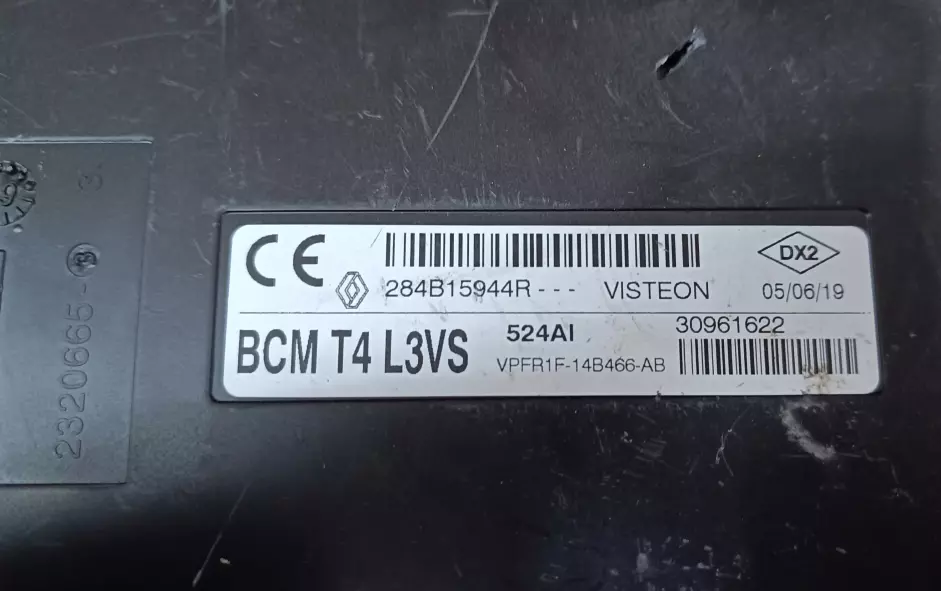 CE
DX2
284B15944R - - -
VISTEON
05/06/19
BCM T4 L3VS
524AI
30961622
VPFR1F-14B466-AB
2320665-
3.